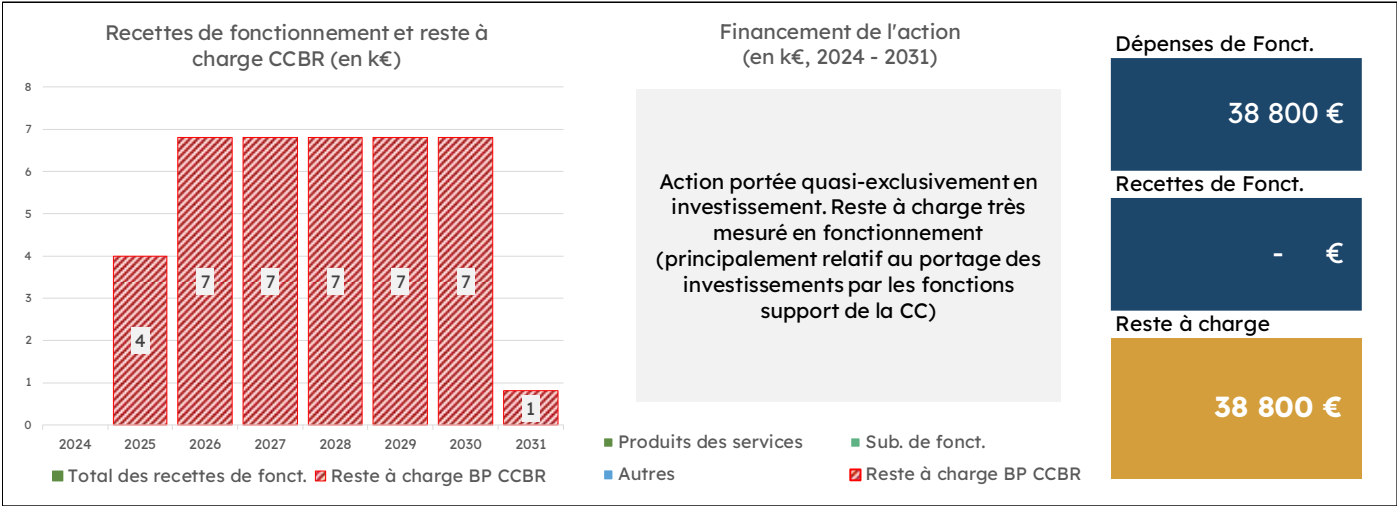 Recettes de fonctionnement et reste à
charge CCBR (en k€)
8
7
6
5
4
3
2
1
0
4
7
7
7
7
7
1
2024
2025
2026
2027
2028
2029
2030
2031
Total des recettes de fonct.
Reste à charge BP CCBR
Financement de l'action
(en k€, 2024 - 2031)
Action portée quasi-exclusivement en
investissement. Reste à charge très
mesuré en fonctionnement
(principalement relatif au portage des
investissements par les fonctions
support de la CC)
Produits des services
Sub. de fonct.
Autres
Reste à charge BP CCBR
Dépenses de Fonct.
38 800 €
Recettes de Fonct.
- €
Reste à charge
38 800 €